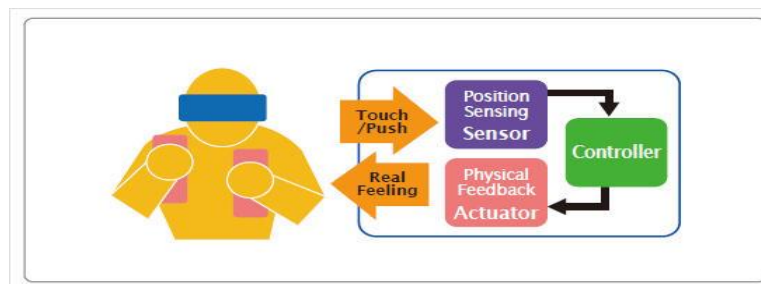 Touch
/Push
Position
Sensing
Sensor
Controller
Real
Feeling
Physical
Feedback
Actuator